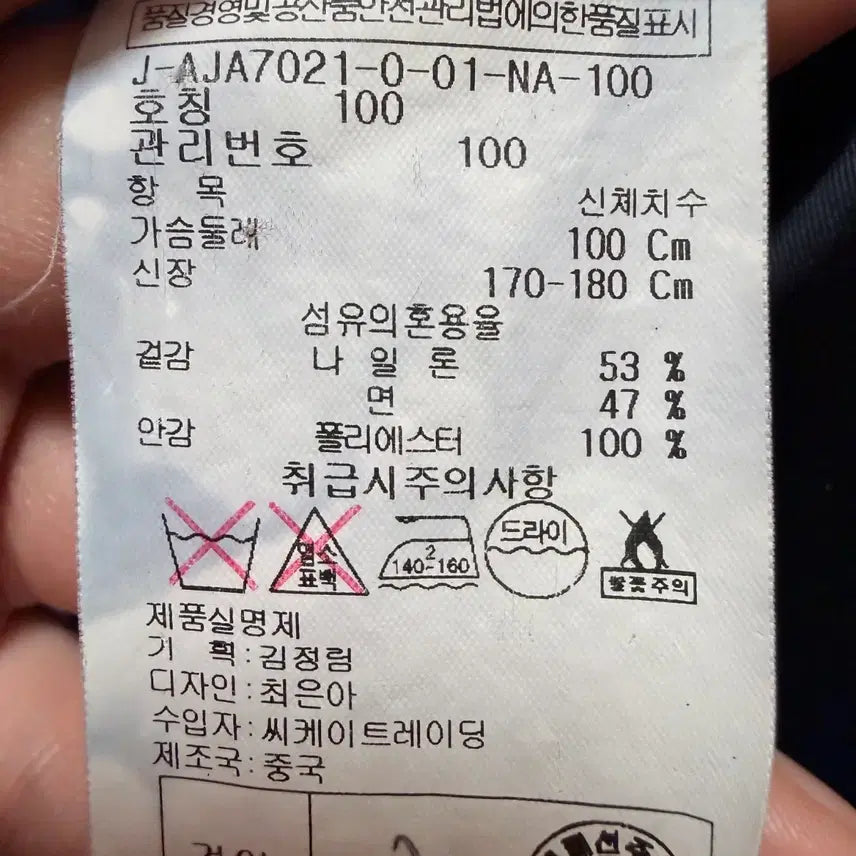 품질경영및공산품안전관리법에의한품질표시
J-AJA7021-0-01-NA-100
호칭 100
관리번호 100
항 목 신체치수
가슴둘레 100 Cm
신장 170-180 Cm
섬유의혼용율
겉감 나 일 론 53 %
면 47 %
안감 폴리에스터 100 %
취급시주의사항
염소 2 드라이
표백 140~160 불꽃주의
제품실명제
기 획:김정림
디자인:최은아
수입자:씨케이트레이딩
제조국:중국